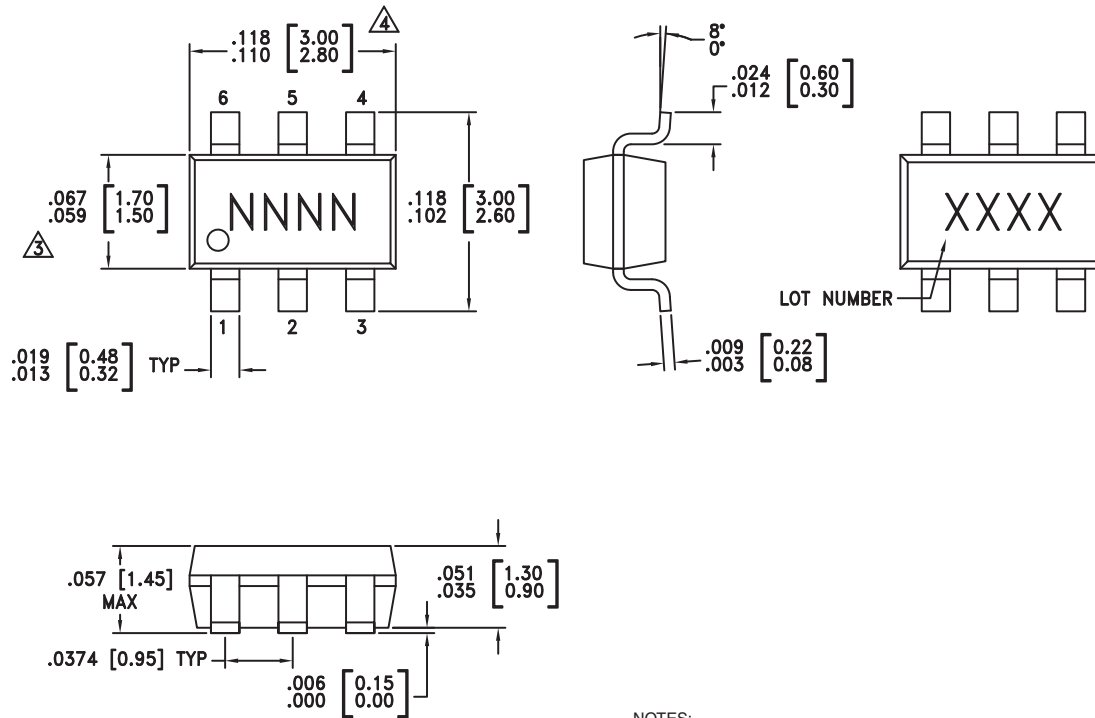 .118 [3.00]
.110 [2.80]
4
8°
0°
.024 [0.60]
.012 [0.30]
6 5 4
.067 [1.70]
.059 [1.50]
NNNN
.118 [3.00]
.102 [2.60]
XXXX
3
LOT NUMBER
1 2 3
.019 [0.48]
.013 [0.32]
TYP
.009 [0.22]
.003 [0.08]
.057 [1.45]
MAX
.051 [1.30]
.035 [0.90]
.0374 [0.95] TYP
.006 [0.15]
.000 [0.00]
NOTES: